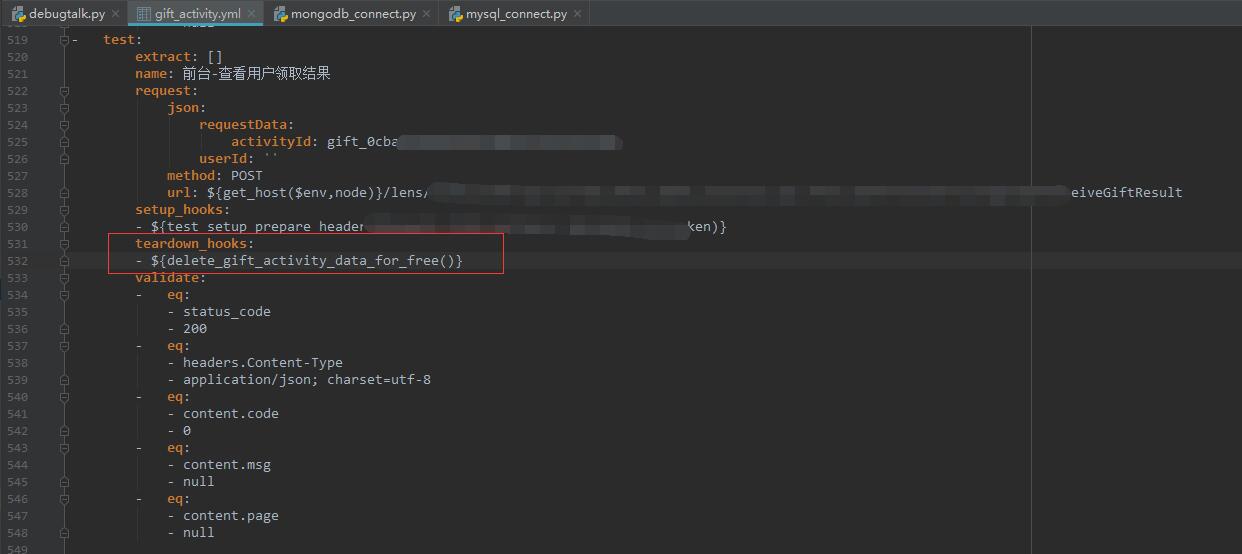 debugtalk.py gift_activity.yml mongodb_connect.py mysql_connect.py
519 - test:
520 extract: []
521 name: 前台-查看用户领取结果
522 request:
523 json:
524 requestData:
525 activityId: gift_0cba
526 userId: ''
527 method: POST
528 url: ${get_host($env,node)}/lens/ eiveGiftResult
529 setup_hooks:
530 - ${test_setup_prepare_header ken)}
531 teardown_hooks:
532 - ${delete_gift_activity_data_for_free()}
533 validate:
534 - eq:
535 - status_code
536 - 200
537 - eq:
538 - headers.Content-Type
539 - application/json; charset=utf-8
540 - eq:
541 - content.code
542 - 0
543 - eq:
544 - content.msg
545 - null
546 - eq:
547 - content.page
548 - null
549